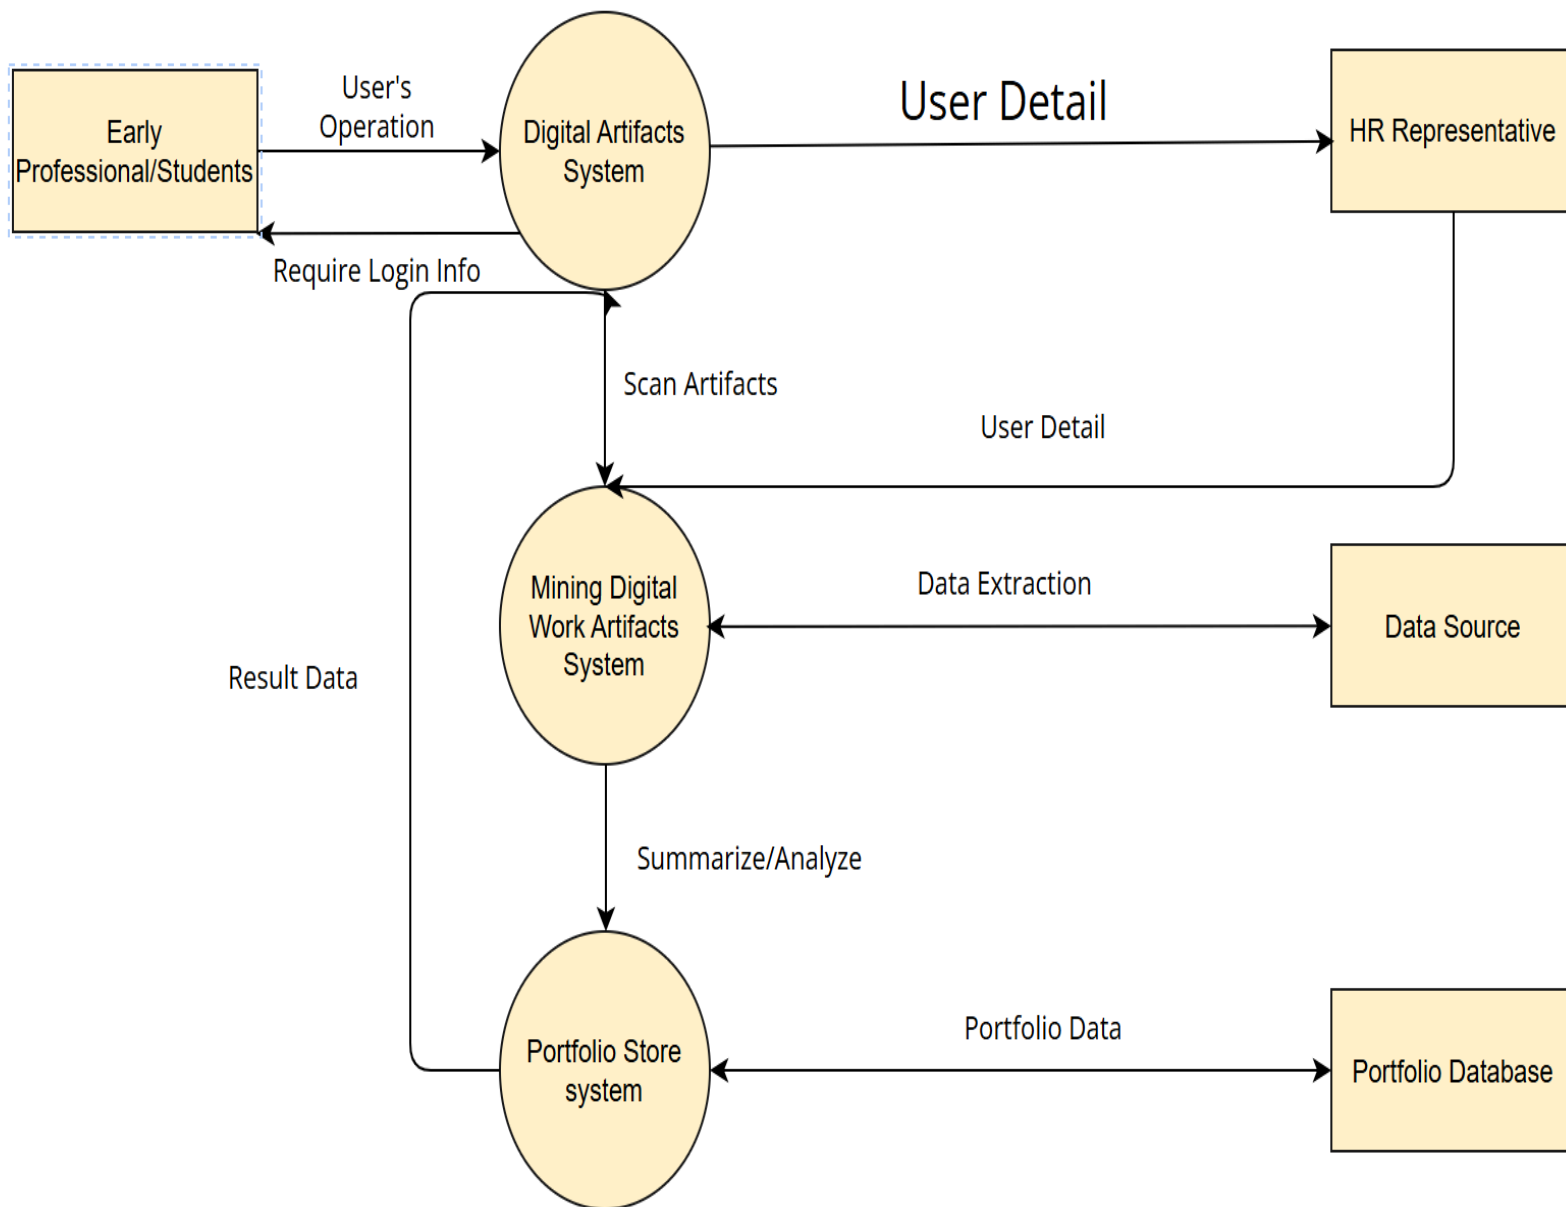 Early
Professional/Students
User's
Operation
Digital Artifacts
System
User Detail
HR Representative
Require Login Info
Scan Artifacts
User Detail
Mining Digital
Work Artifacts
System
Data Extraction
Data Source
Result Data
Summarize/Analyze
Portfolio Store
system
Portfolio Data
Portfolio Database